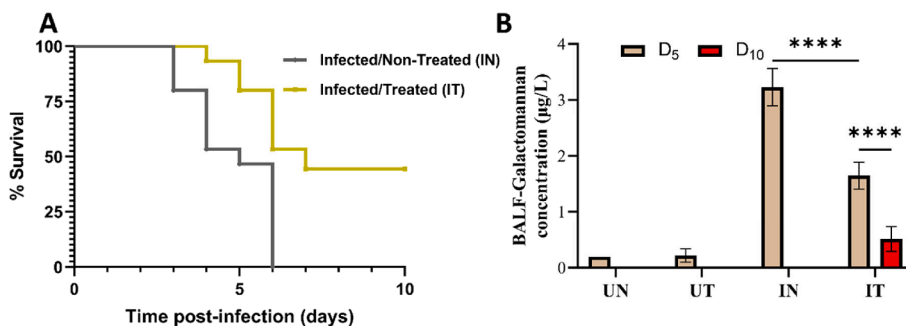 A
% Survival
100
75
50
25
0
0
5
10
Time post-infection (days)
Infected/Non-Treated (IN)
Infected/Treated (IT)
B
BALF-Galactomannan
concentration (µg/L)
4
3
2
1
0
D5
D10
****
****
UN
UT
IN
IT